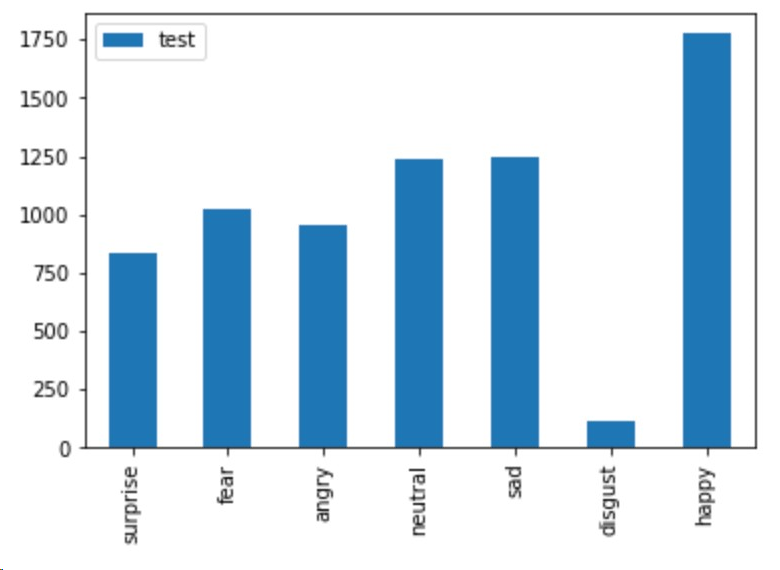 1750
1500
1250
1000
750
500
250
0
test
surprise
fear
angry
neutral
sad
disgust
happy